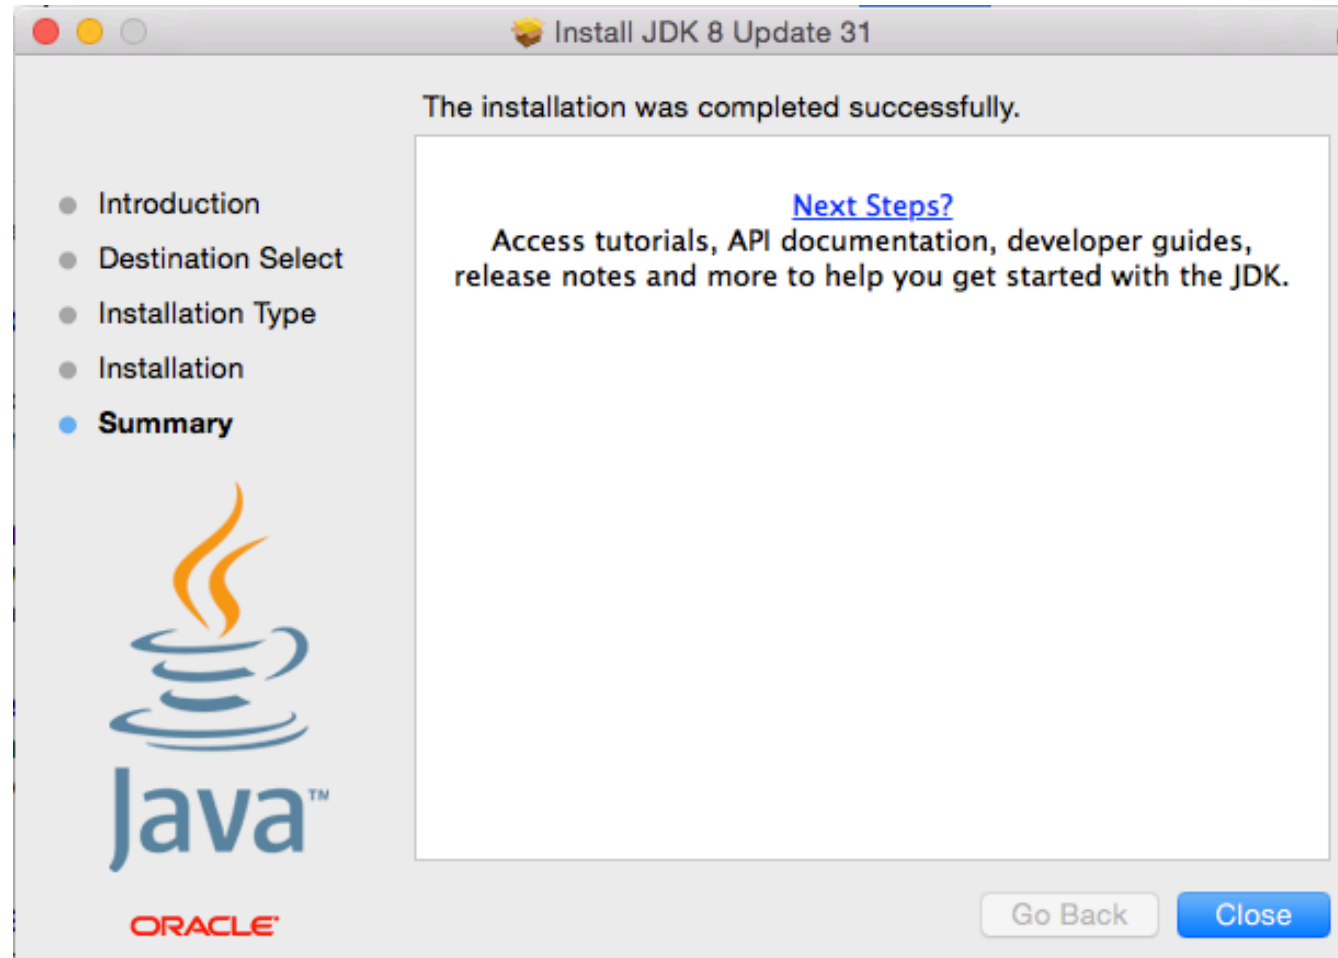 Install JDK 8 Update 31
The installation was completed successfully.
Introduction
Destination Select
Installation Type
Installation
Summary
Next Steps?
Access tutorials, API documentation, developer guides,
release notes and more to help you get started with the JDK.
Java™
ORACLE®
Go Back
Close